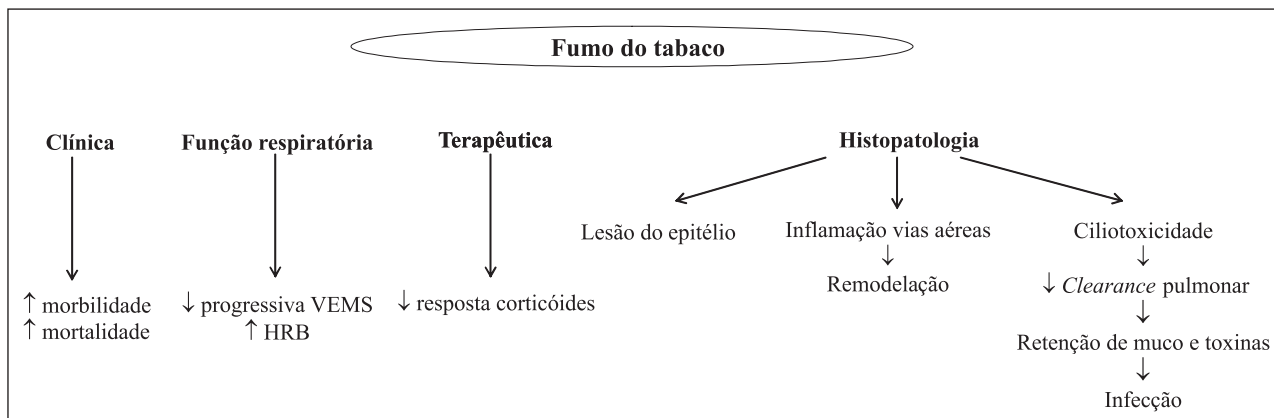 Fumo do tabaco
Clínica
↑ morbilidade
↑ mortalidade
Função respiratória
↓ progressiva VEMS
↑ HRB
Terapêutica
↓ resposta corticóides
Histopatologia
Lesão do epitélio
Inflamação vias aéreas
↓
Remodelação
Ciliotoxicidade
↓
↓ Clearance pulmonar
↓
Retenção de muco e toxinas
↓
Infecção